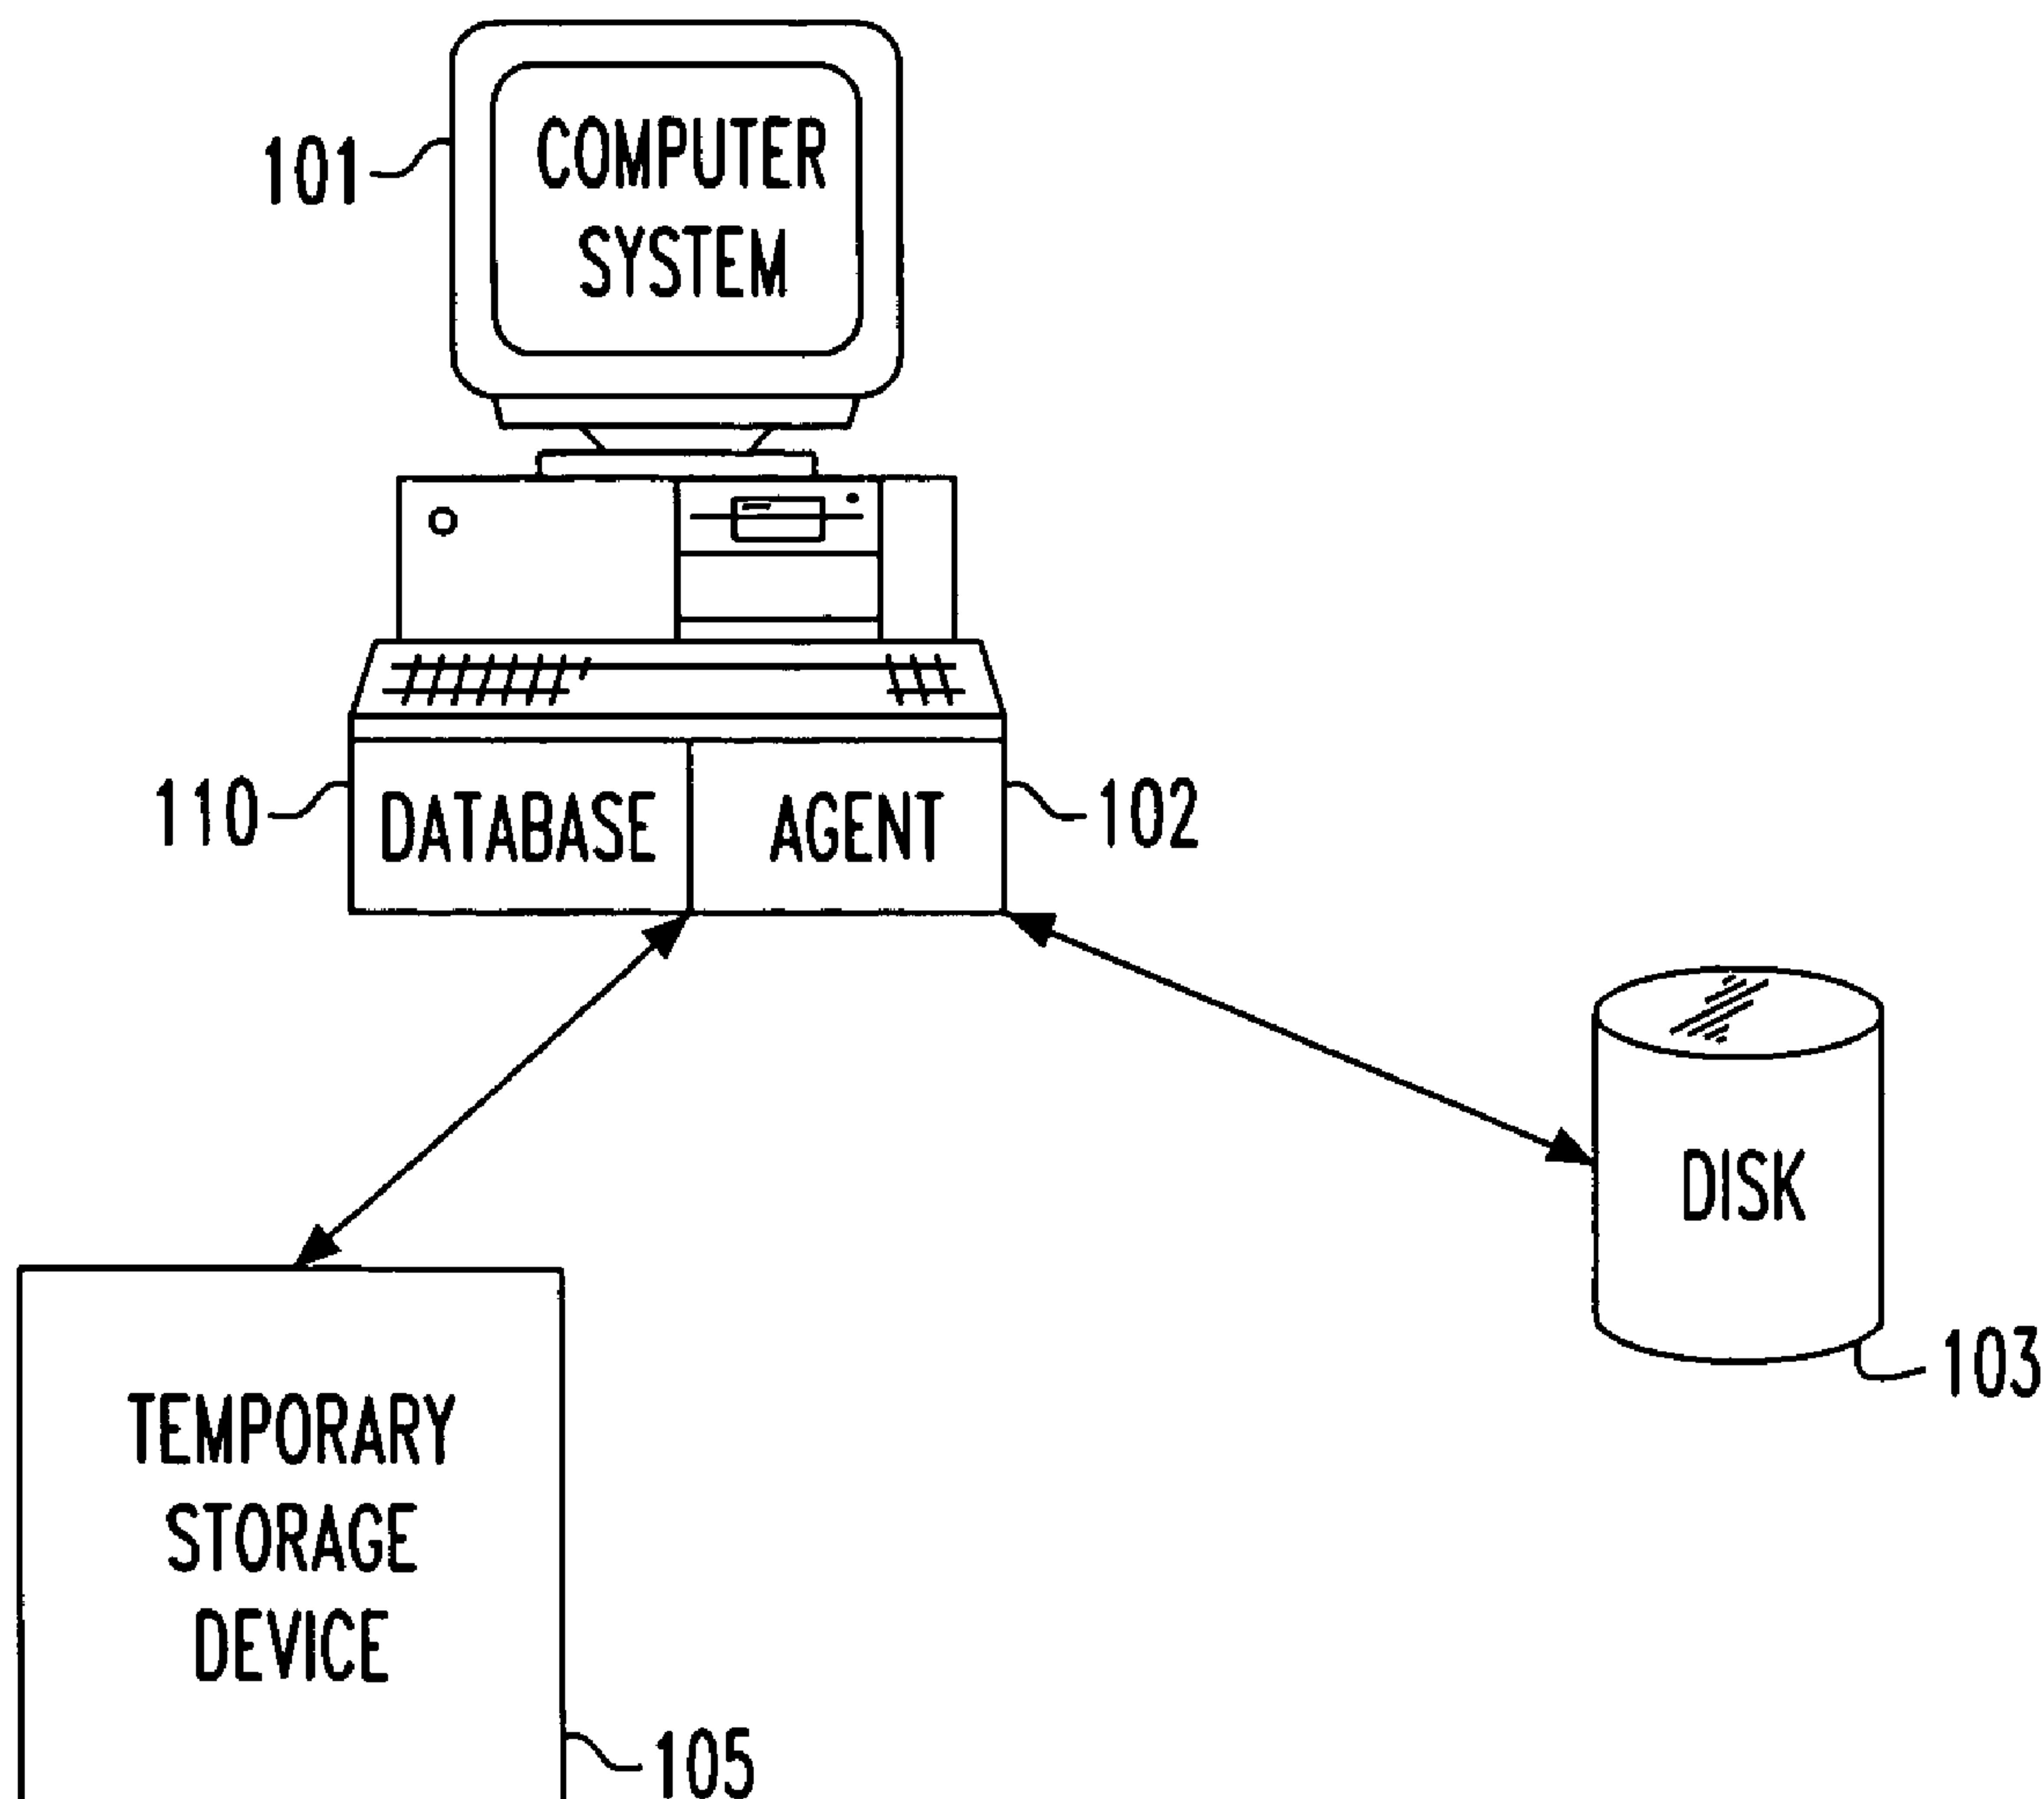 101
COMPUTER
SYSTEM
110
DATABASE
AGENT
102
DISK
103
TEMPORARY
STORAGE
DEVICE
105